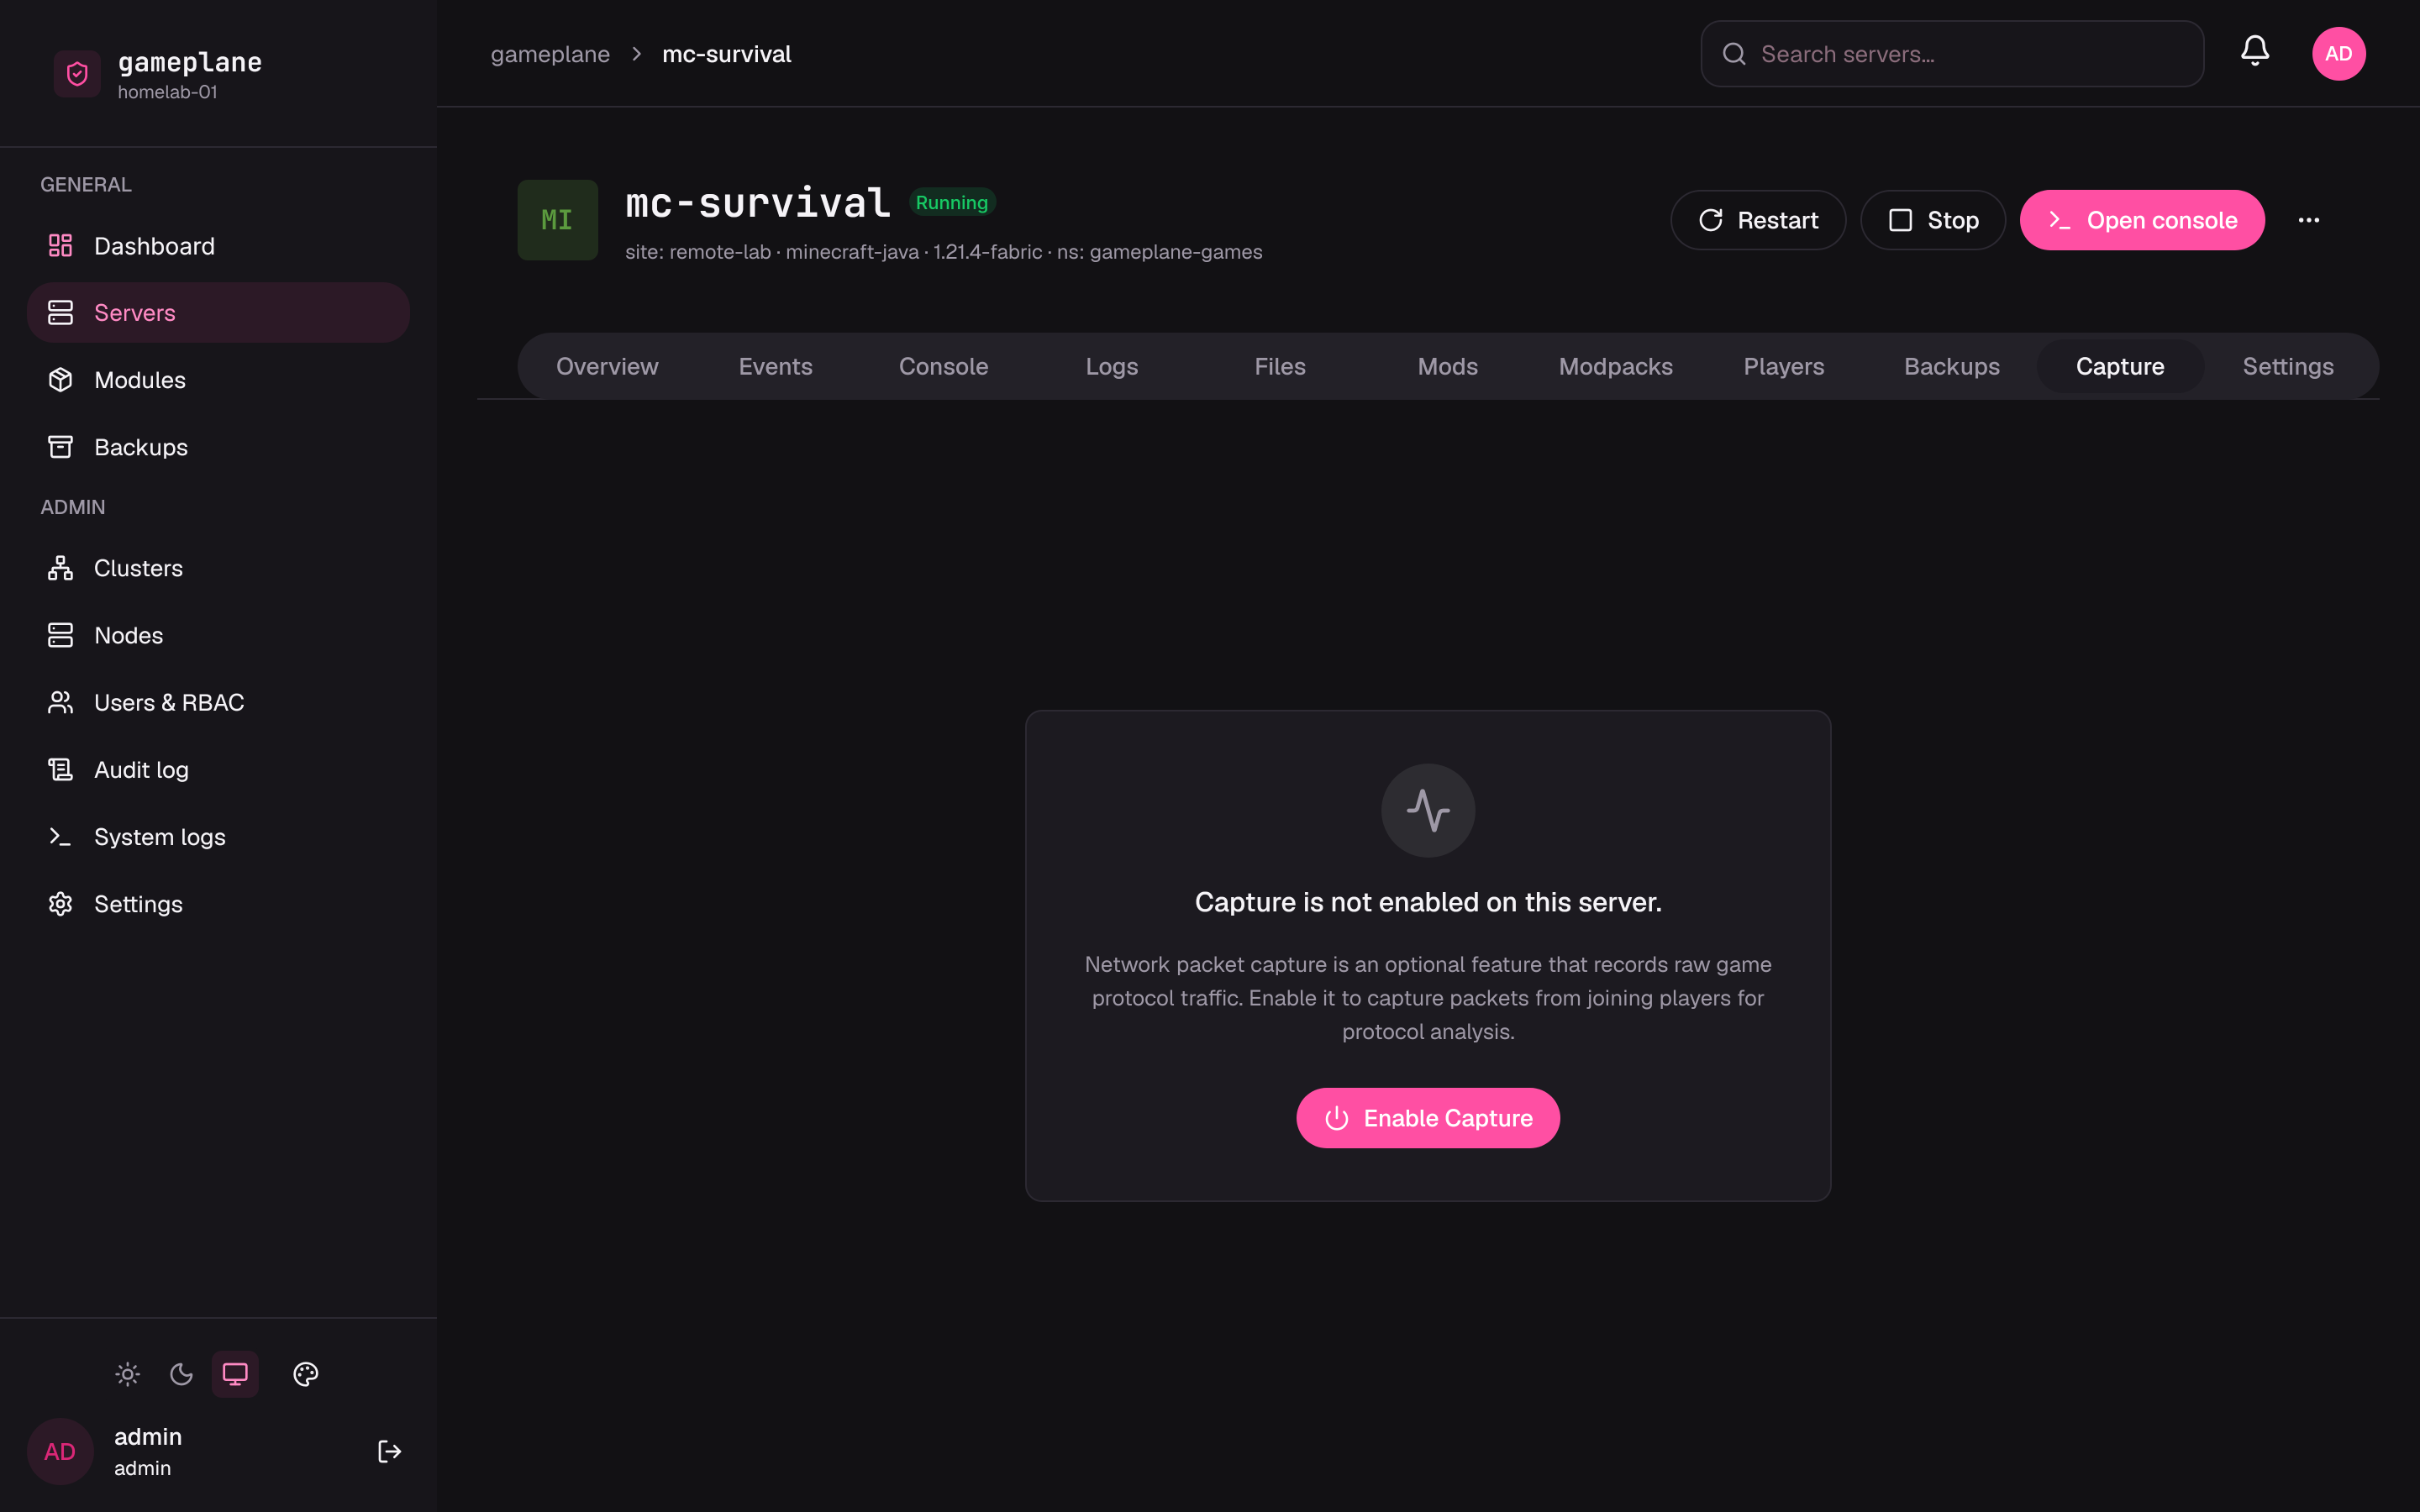 gameplane
homelab-01
GENERAL
Dashboard
Servers
Modules
Backups
ADMIN
Clusters
Nodes
Users & RBAC
Audit log
System logs
Settings
AD
admin
admin
gameplane
mc-survival
Search servers...
AD
MI
mc-survival
Running
site: remote-lab · minecraft-java · 1.21.4-fabric · ns: gameplane-games
Restart
Stop
Open console
Overview
Events
Console
Logs
Files
Mods
Modpacks
Players
Backups
Capture
Settings
Capture is not enabled on this server.
Network packet capture is an optional feature that records raw game
protocol traffic. Enable it to capture packets from joining players for
protocol analysis.
Enable Capture